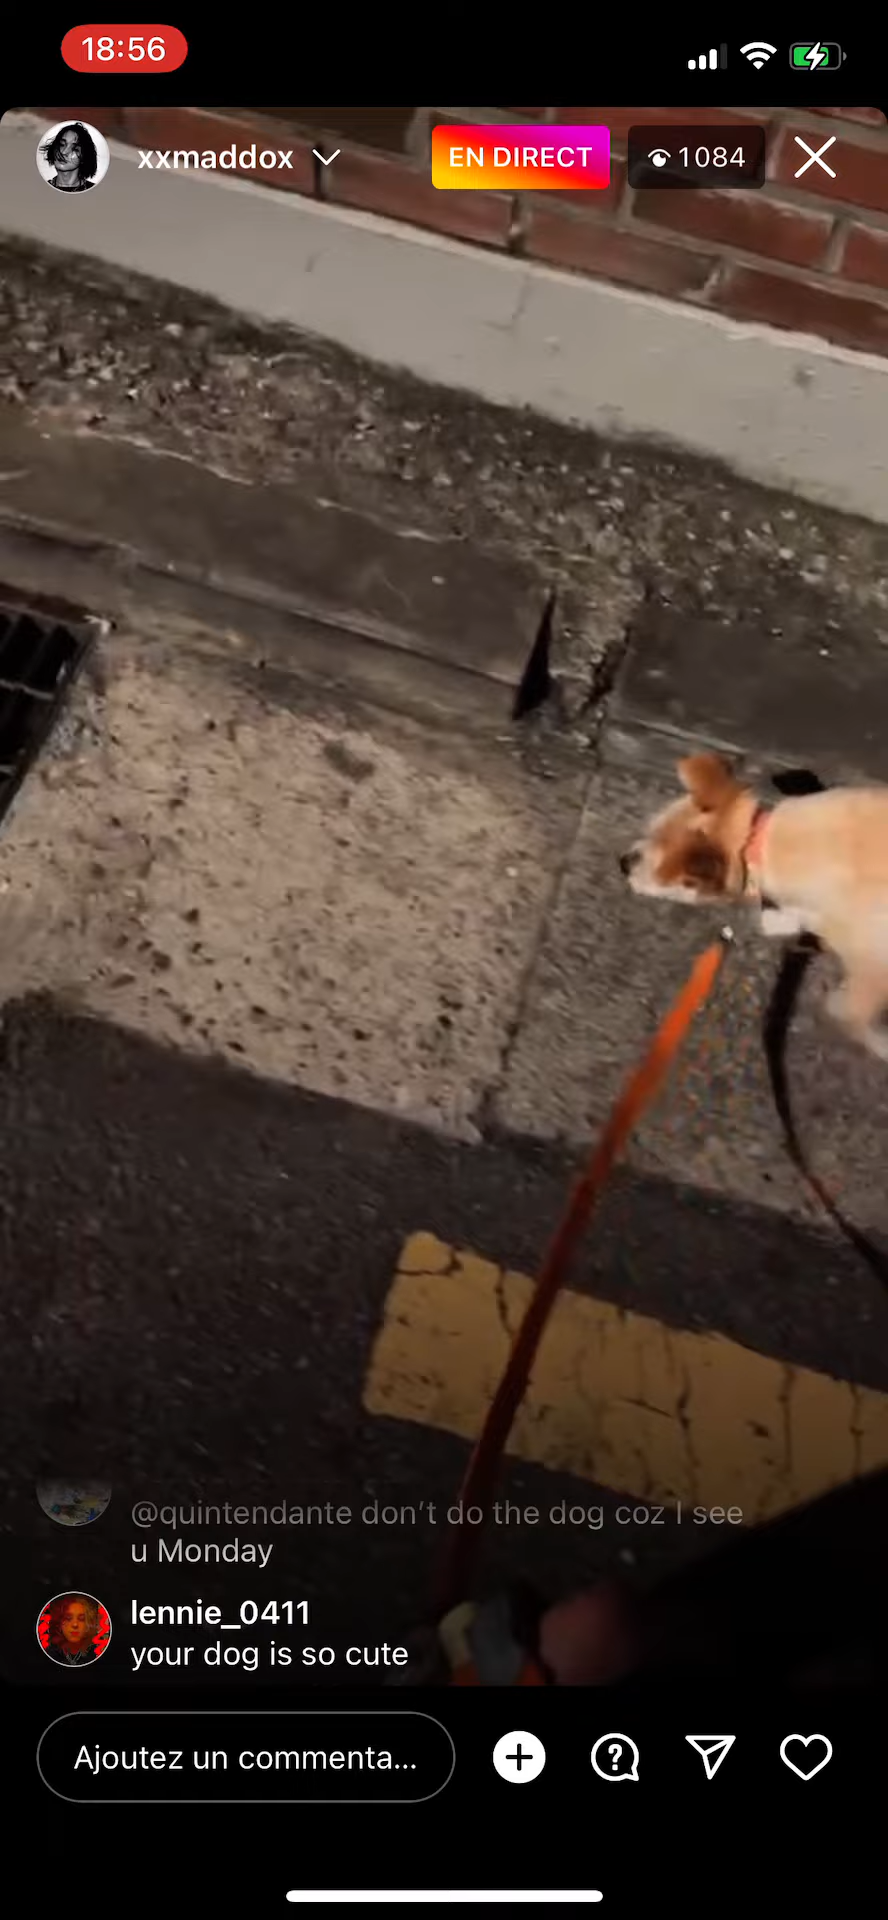 18:56
xxmaddox
EN DIRECT
1084
@quintendante don’t do the dog coz I see
u Monday
lennie_0411
your dog is so cute
Ajoutez un commenta...